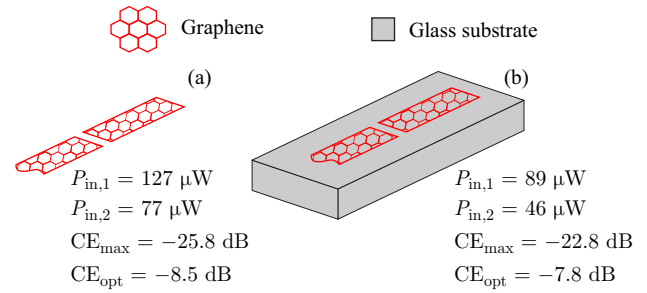 Graphene
Glass substrate
(a)
P_in,1 = 127 μW
P_in,2 = 77 μW
CE_max = −25.8 dB
CE_opt = −8.5 dB
(b)
P_in,1 = 89 μW
P_in,2 = 46 μW
CE_max = −22.8 dB
CE_opt = −7.8 dB